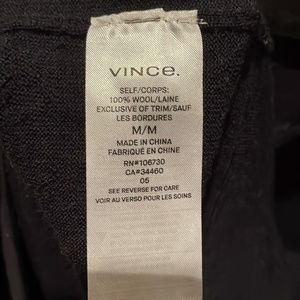 VINCE.
SELF/CORPS:
100% WOOL/LAINE
EXCLUSIVE OF TRIM/SAUF
LES BORDURES
M/M
MADE IN CHINA
FABRIQUÉ EN CHINE
RN#106730
CA#34460
05
SEE REVERSE FOR CARE
VOIR AU VERSO POUR LES SOINS